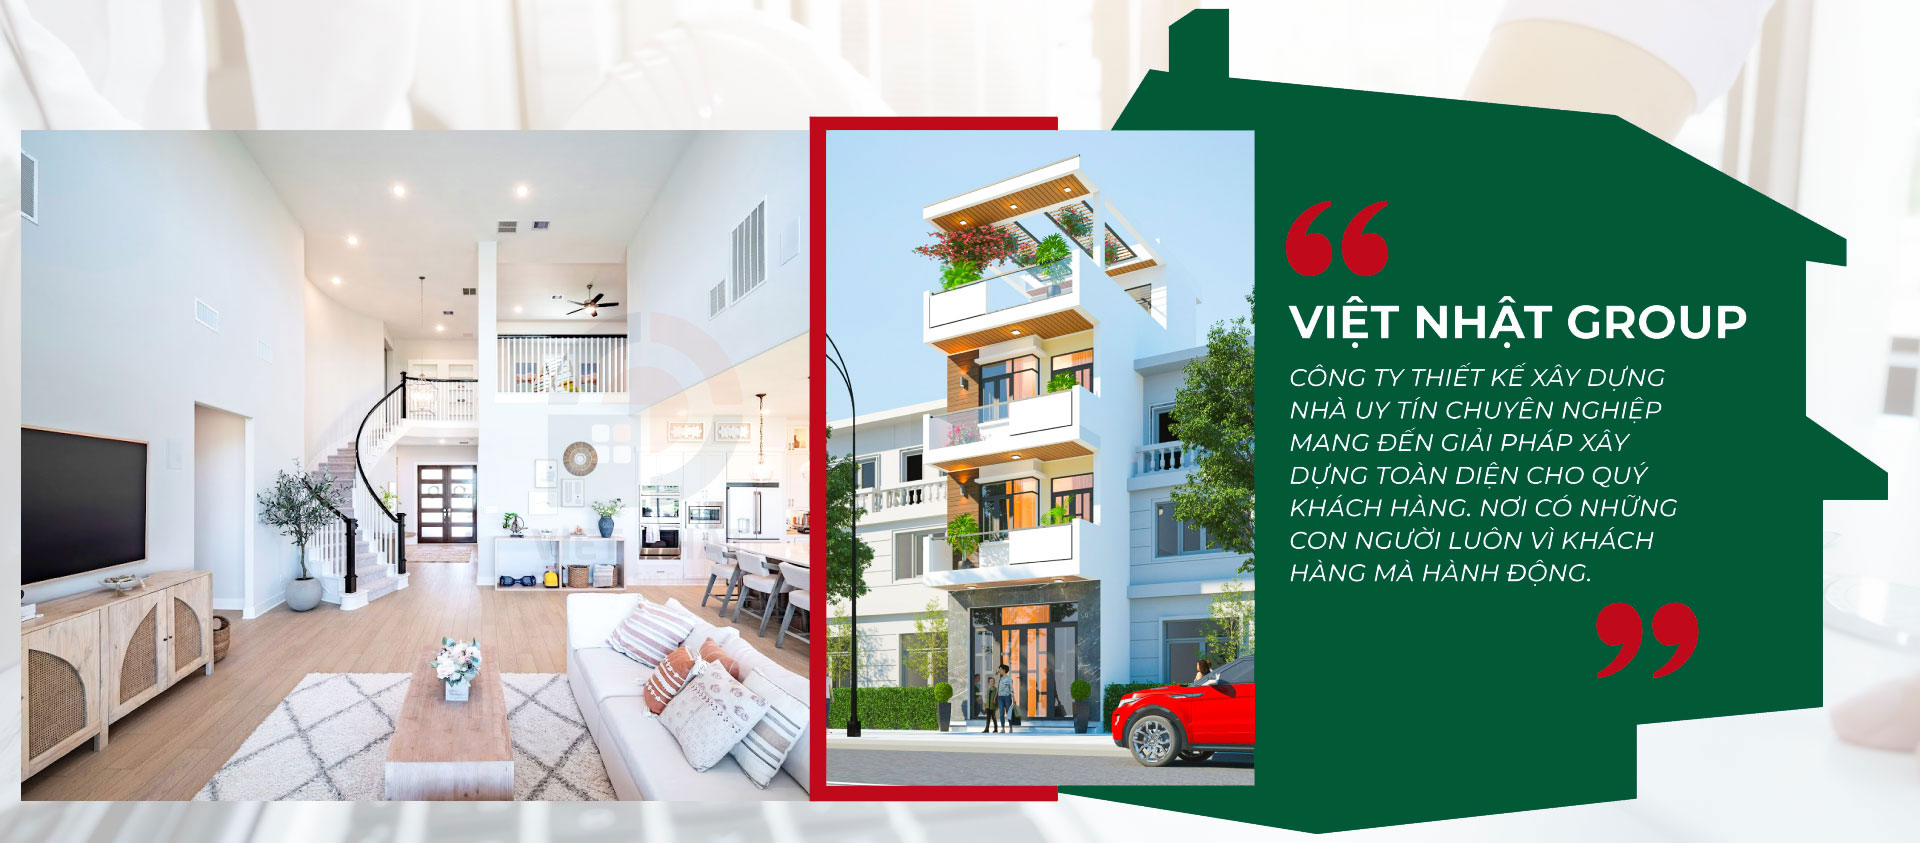 VIỆT NHẬT GROUP
CÔNG TY THIẾT KẾ XÂY DỰNG
NHÀ UY TÍN CHUYÊN NGHIỆP
MANG ĐẾN GIẢI PHÁP XÂY
DỰNG TOÀN DIỆN CHO QUÝ
KHÁCH HÀNG. NƠI CÓ NHỮNG
CON NGƯỜI LUÔN VÌ KHÁCH
HÀNG MÀ HÀNH ĐỘNG.